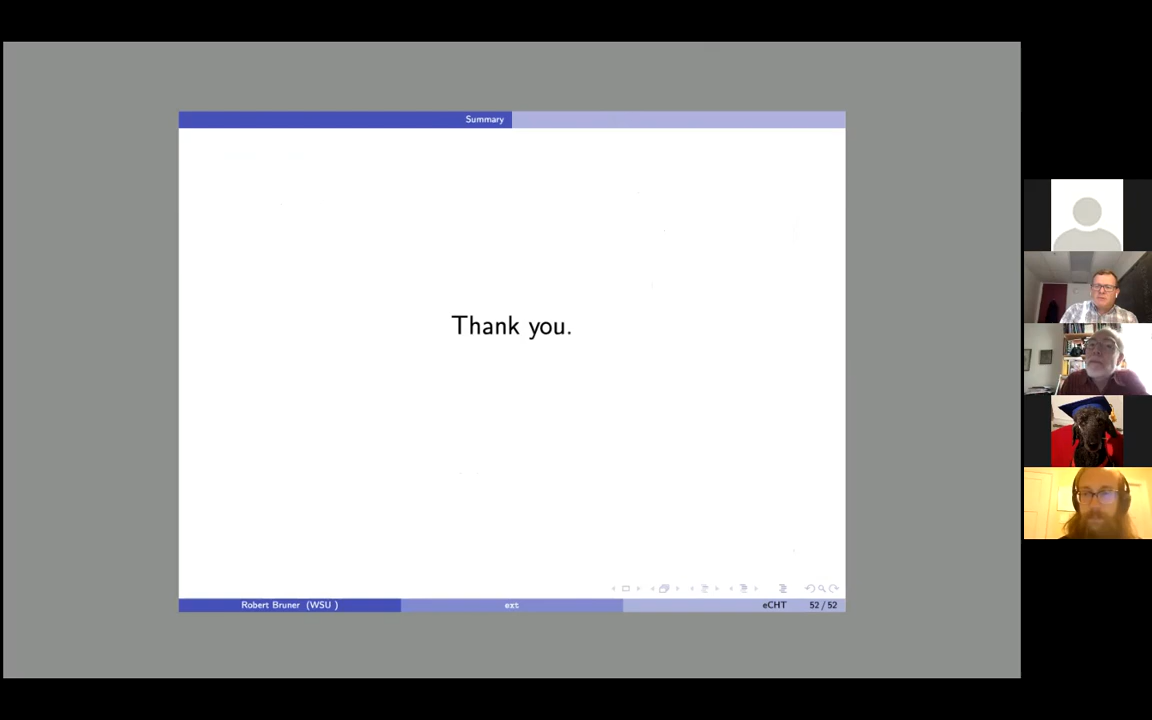 Summary
Thank you.
Robert Bruner (WSU )
ext
eCHT
52 / 52